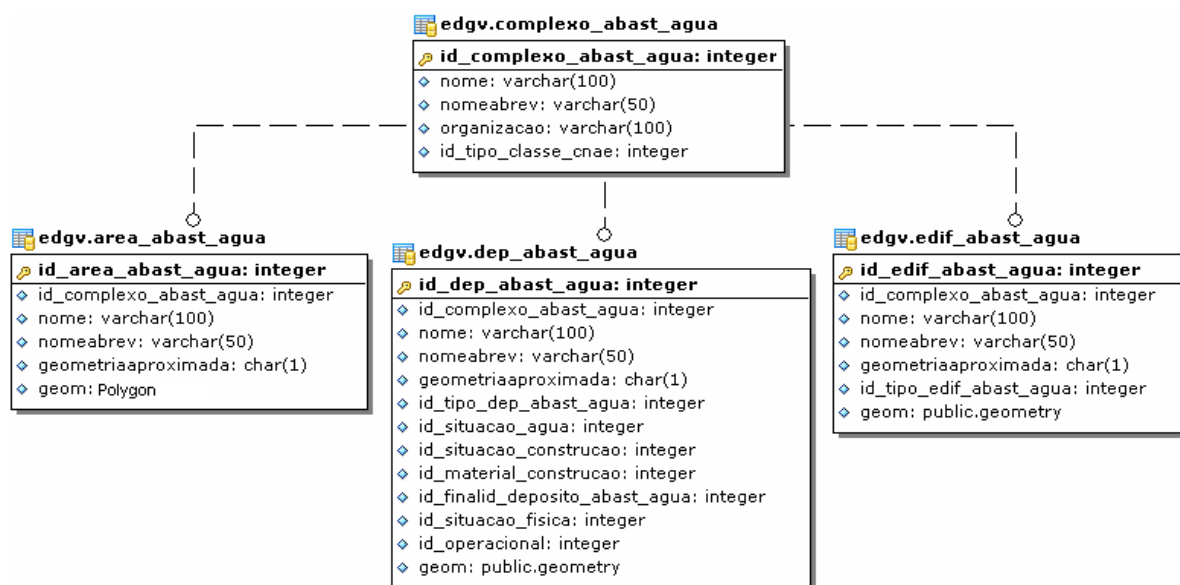 edgv.complexo_abast_agua
id_complexo_abast_agua: integer
nome: varchar(100)
nomeabrev: varchar(50)
organizacao: varchar(100)
id_tipo_classe_cnae: integer
edgv.area_abast_agua
id_area_abast_agua: integer
id_complexo_abast_agua: integer
nome: varchar(100)
nomeabrev: varchar(50)
geometriaaproximada: char(1)
geom: Polygon
edgv.dep_abast_agua
id_dep_abast_agua: integer
id_complexo_abast_agua: integer
nome: varchar(100)
nomeabrev: varchar(50)
geometriaaproximada: char(1)
id_tipo_dep_abast_agua: integer
id_situacao_agua: integer
id_situacao_construcao: integer
id_material_construcao: integer
id_finalid_deposito_abast_agua: integer
id_situacao_fisica: integer
id_operacional: integer
geom: public.geometry
edgv.edif_abast_agua
id_edif_abast_agua: integer
id_complexo_abast_agua: integer
nome: varchar(100)
nomeabrev: varchar(50)
geometriaaproximada: char(1)
id_tipo_edif_abast_agua: integer
geom: public.geometry